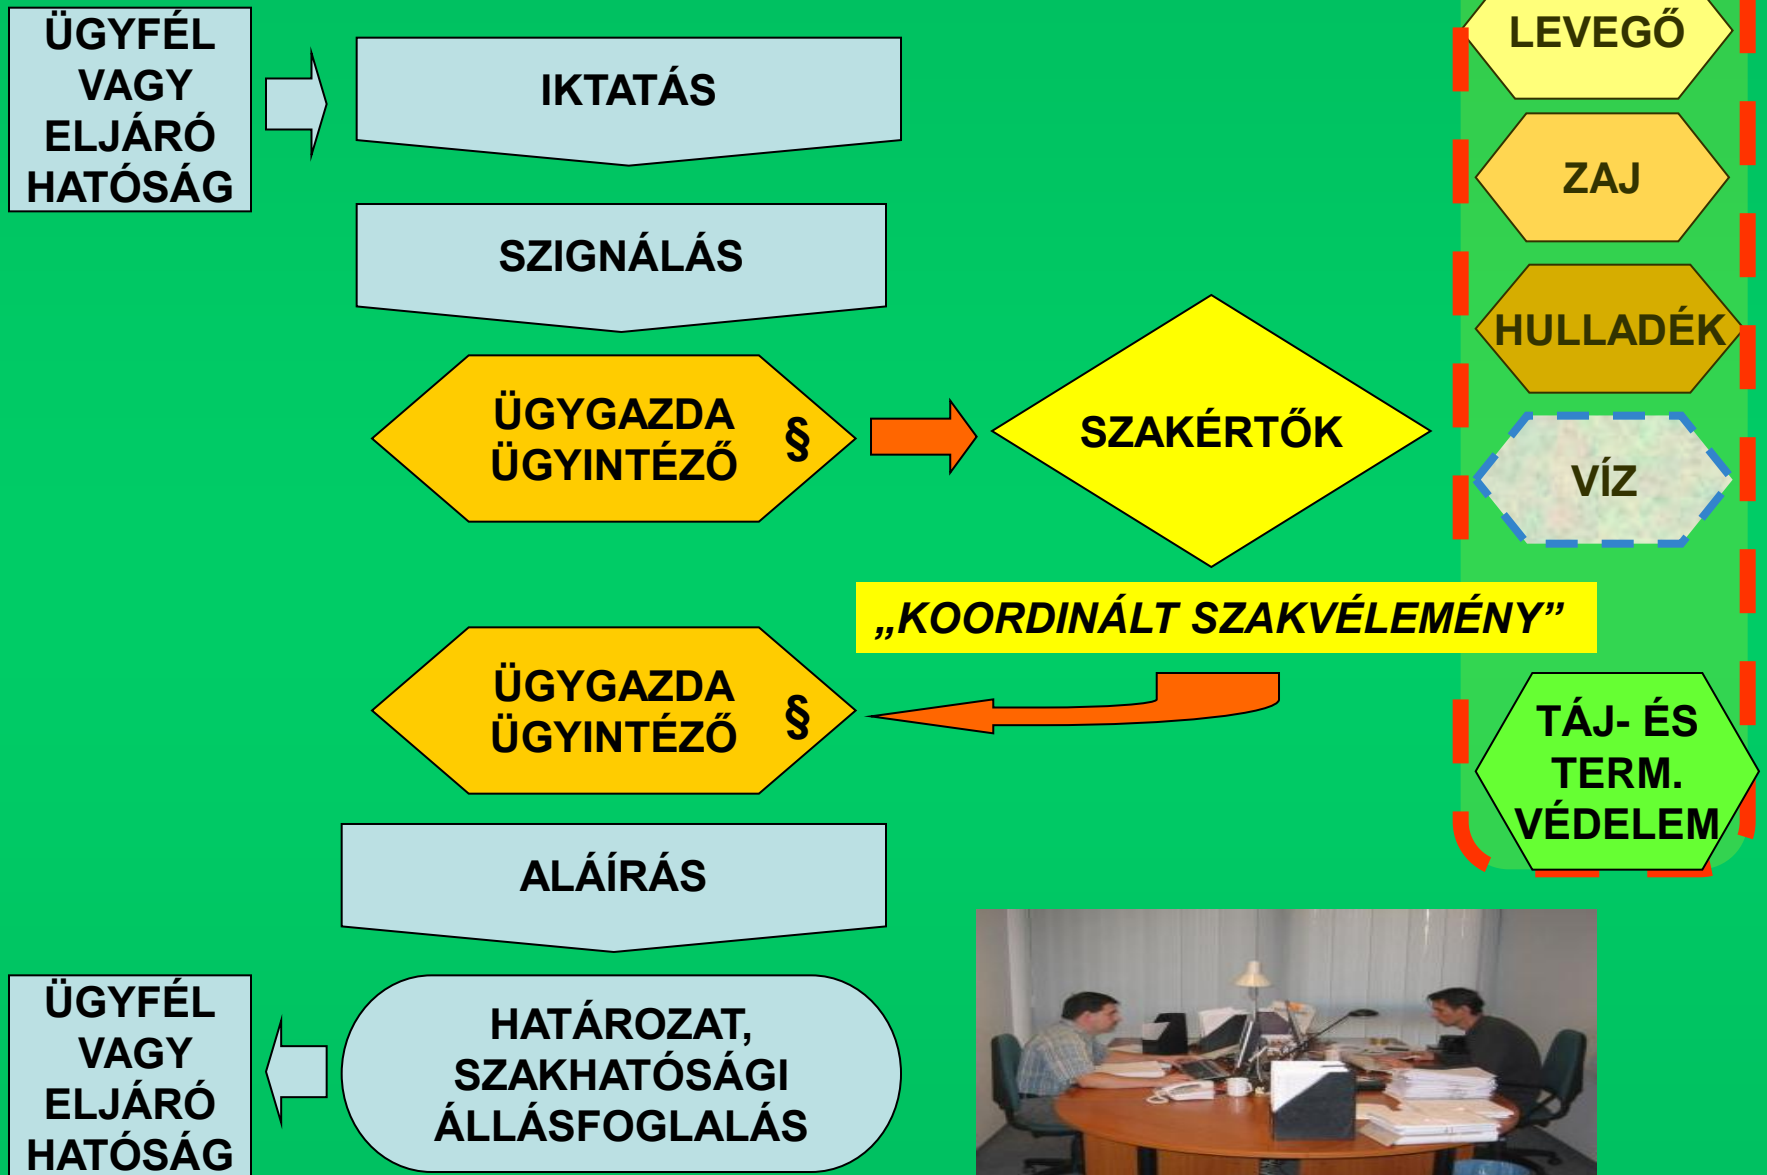 ÜGYFÉL
VAGY
ELJÁRÓ
HATÓSÁG
IKTATÁS
SZIGNÁLÁS
ÜGYGAZDA
ÜGYINTÉZŐ
§
SZAKÉRTŐK
LEVEGŐ
ZAJ
HULLADÉK
VÍZ
„KOORDINÁLT SZAKVÉLEMÉNY”
TÁJ- ÉS
TERM.
VÉDELEM
ÜGYGAZDA
ÜGYINTÉZŐ
§
ALÁÍRÁS
HATÁROZAT,
SZAKHATÓSÁGI
ÁLLÁSFOGLALÁS
ÜGYFÉL
VAGY
ELJÁRÓ
HATÓSÁG